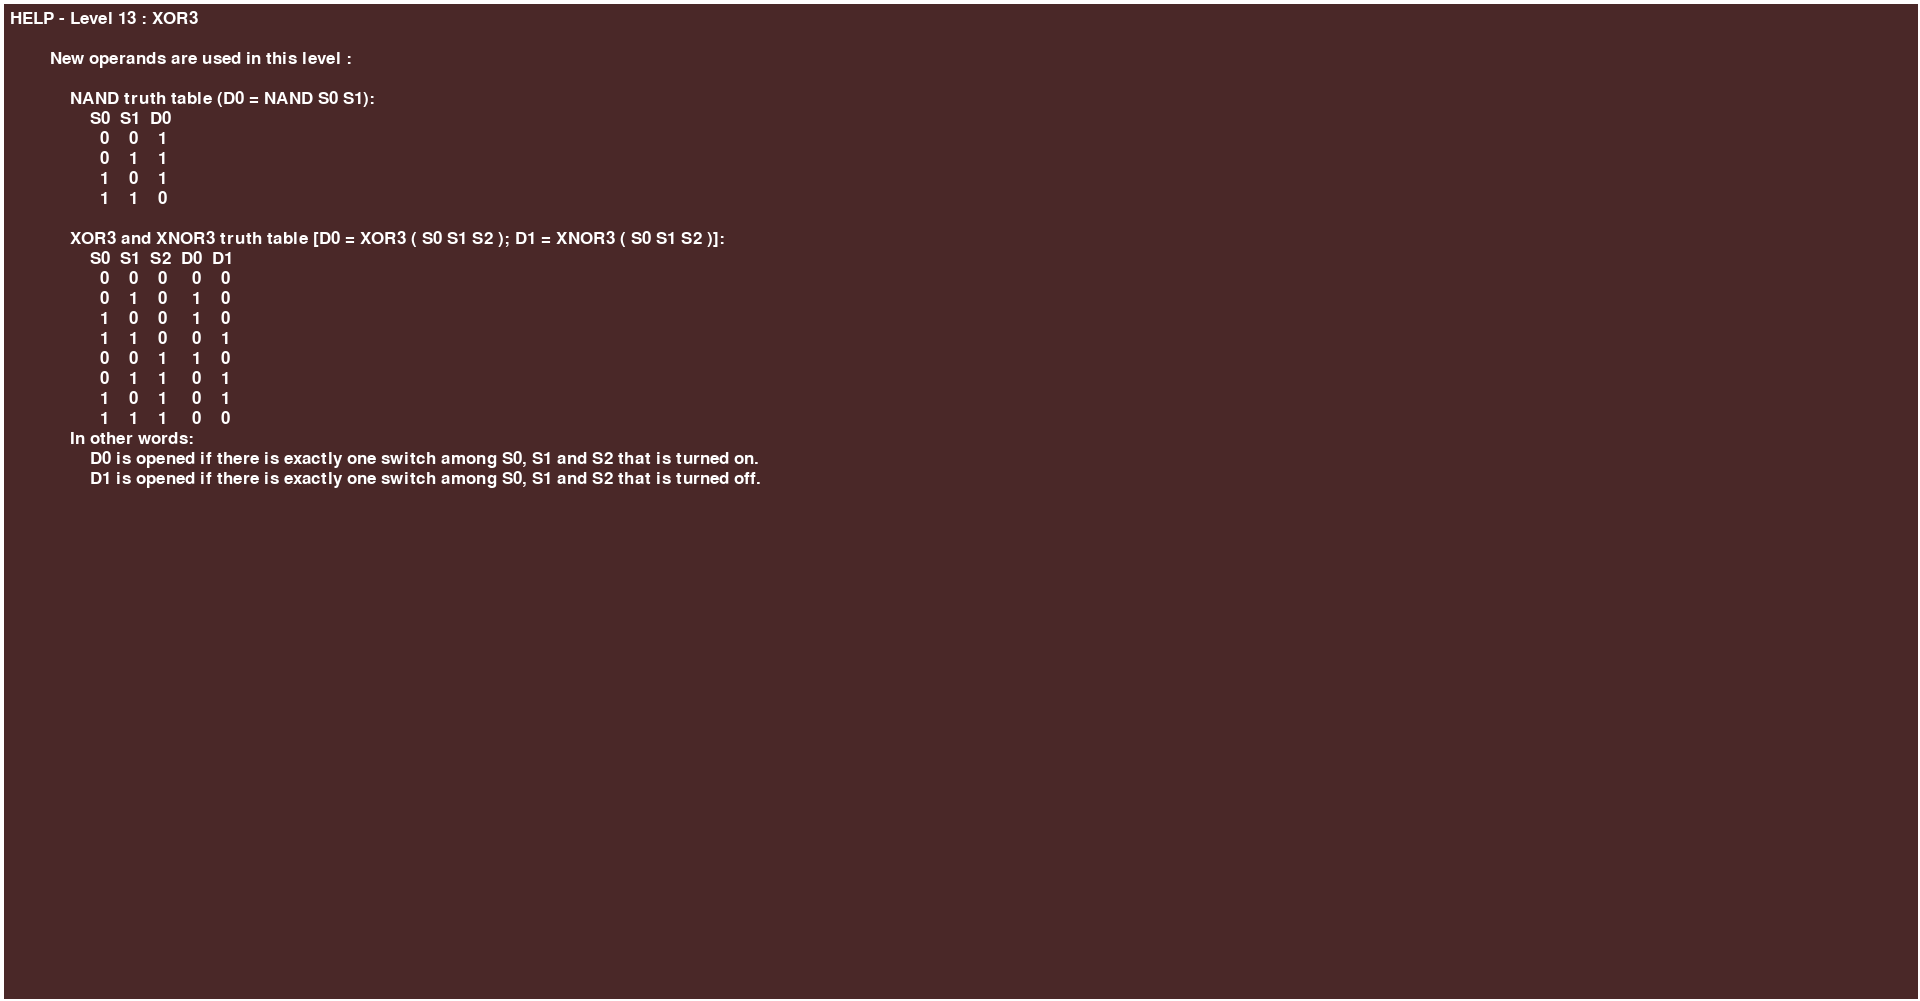 HELP - Level 13 : XOR3
New operands are used in this level :
NAND truth table (D0 = NAND S0 S1):
S0 S1 D0
0 0 1
0 1 1
1 0 1
1 1 0
XOR3 and XNOR3 truth table [D0 = XOR3 ( S0 S1 S2 ); D1 = XNOR3 ( S0 S1 S2 )]:
S0 S1 S2 D0 D1
0 0 0 0 0
0 1 0 1 0
1 0 0 1 0
1 1 0 0 1
0 0 1 1 0
0 1 1 0 1
1 0 1 0 1
1 1 1 0 0
In other words:
D0 is opened if there is exactly one switch among S0, S1 and S2 that is turned on.
D1 is opened if there is exactly one switch among S0, S1 and S2 that is turned off.